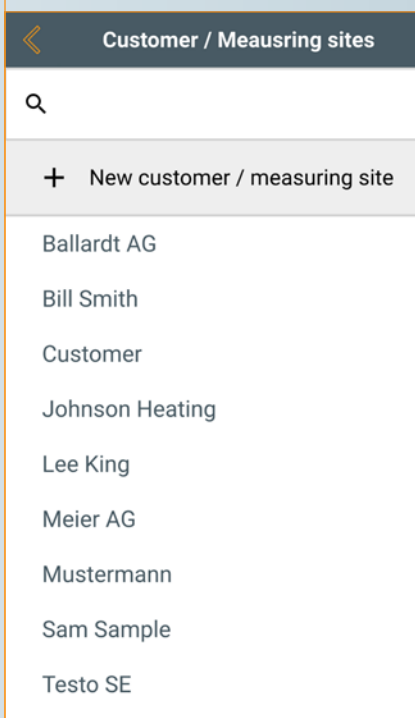 Customer / Meausring sites
New customer / measuring site
Ballardt AG
Bill Smith
Customer
Johnson Heating
Lee King
Meier AG
Mustermann
Sam Sample
Testo SE